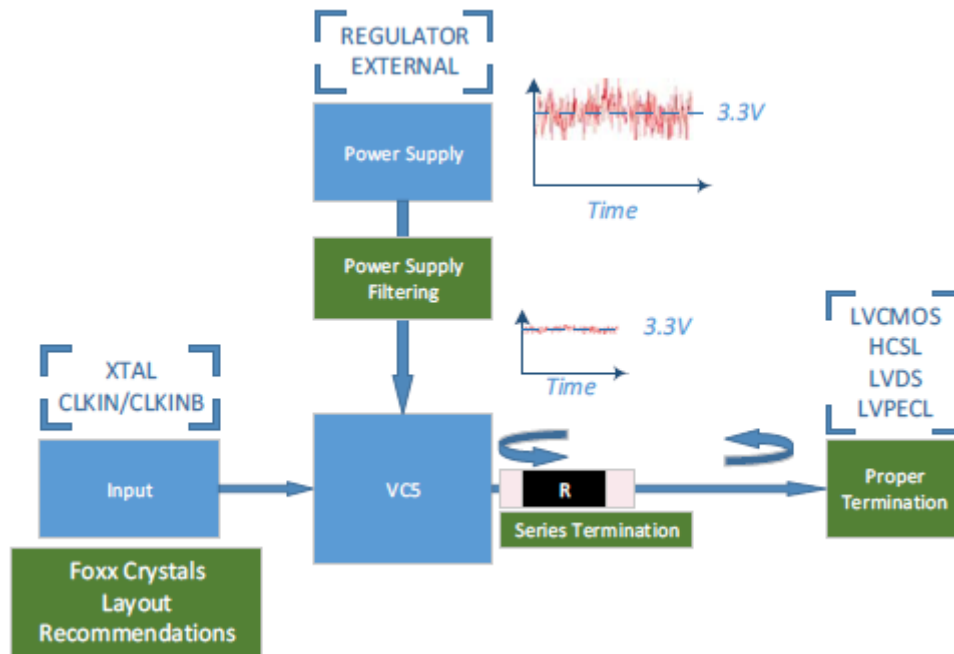 REGULATOR
EXTERNAL
Power Supply
3.3V
Time
Power Supply
Filtering
3.3V
Time
LVCMOS
HCSL
LVDS
LVPECL
XTAL
CLKIN/CLKINB
Input
VC5
R
Series Termination
Proper
Termination
Foxx Crystals
Layout
Recommendations